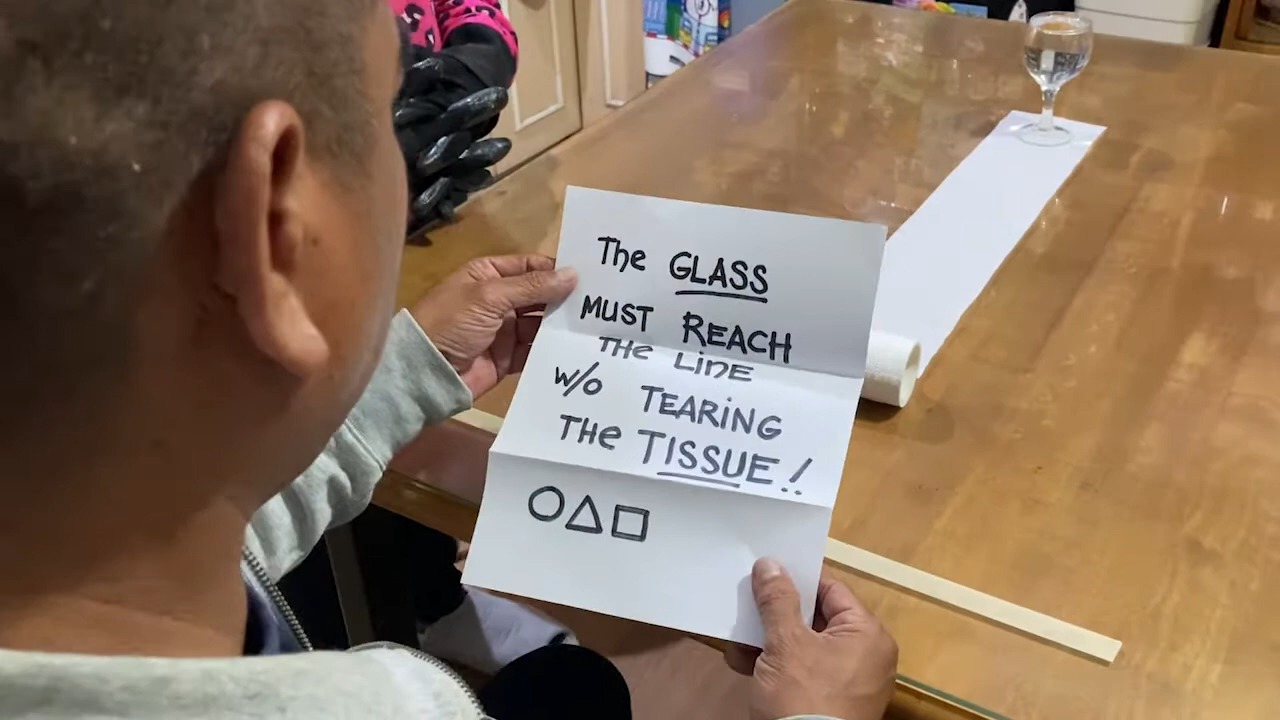 The GLASS
MUST REACH
THe LINE
W/O TEARING
THe TISSUE!!